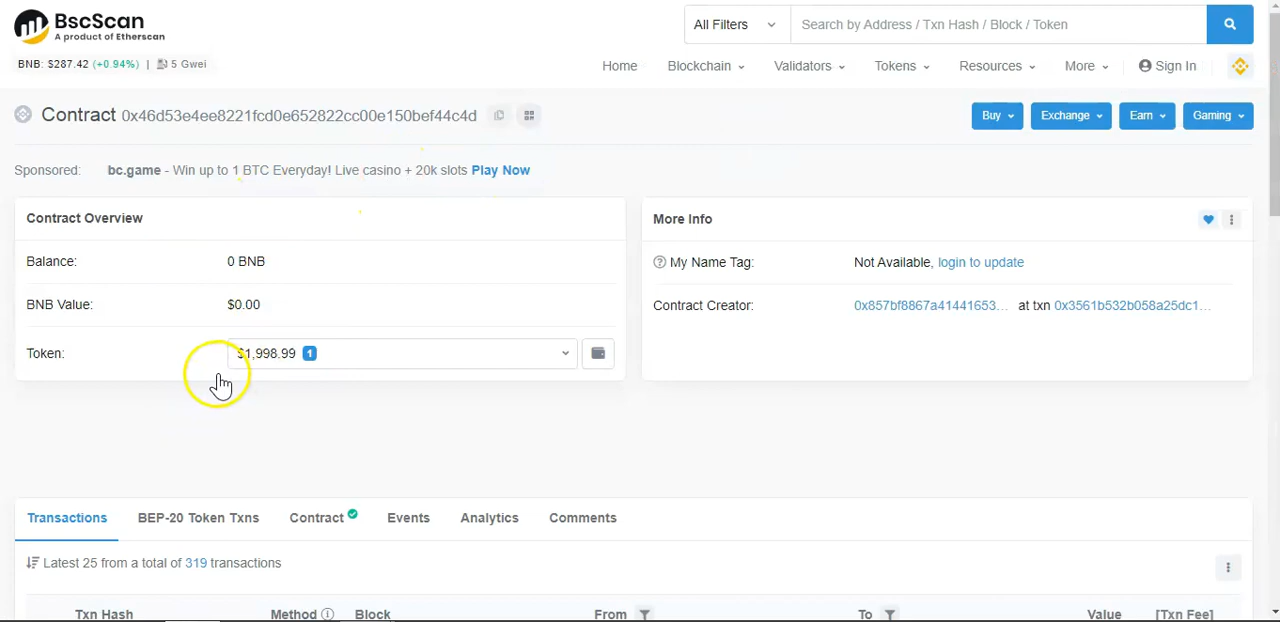 BscScan
A product of Etherscan
All Filters
Search by Address / Txn Hash / Block / Token
BNB: $287.42 (+0.94%) | 5 Gwei
Home Blockchain Validators Tokens Resources More Sign In
Contract 0x46d53e4ee8221fcd0e652822cc00e150bef44c4d
Buy Exchange Earn Gaming
Sponsored: bc.game - Win up to 1 BTC Everyday! Live casino + 20k slots Play Now
Contract Overview
Balance: 0 BNB
BNB Value: $0.00
Token: $1,998.99 1
More Info
My Name Tag: Not Available, login to update
Contract Creator: 0x857bf8867a41441653... at txn 0x3561b532b058a25dc1...
Transactions BEP-20 Token Txns Contract Events Analytics Comments
Latest 25 from a total of 319 transactions
Txn Hash Method Block From To Value [Txn Fee]